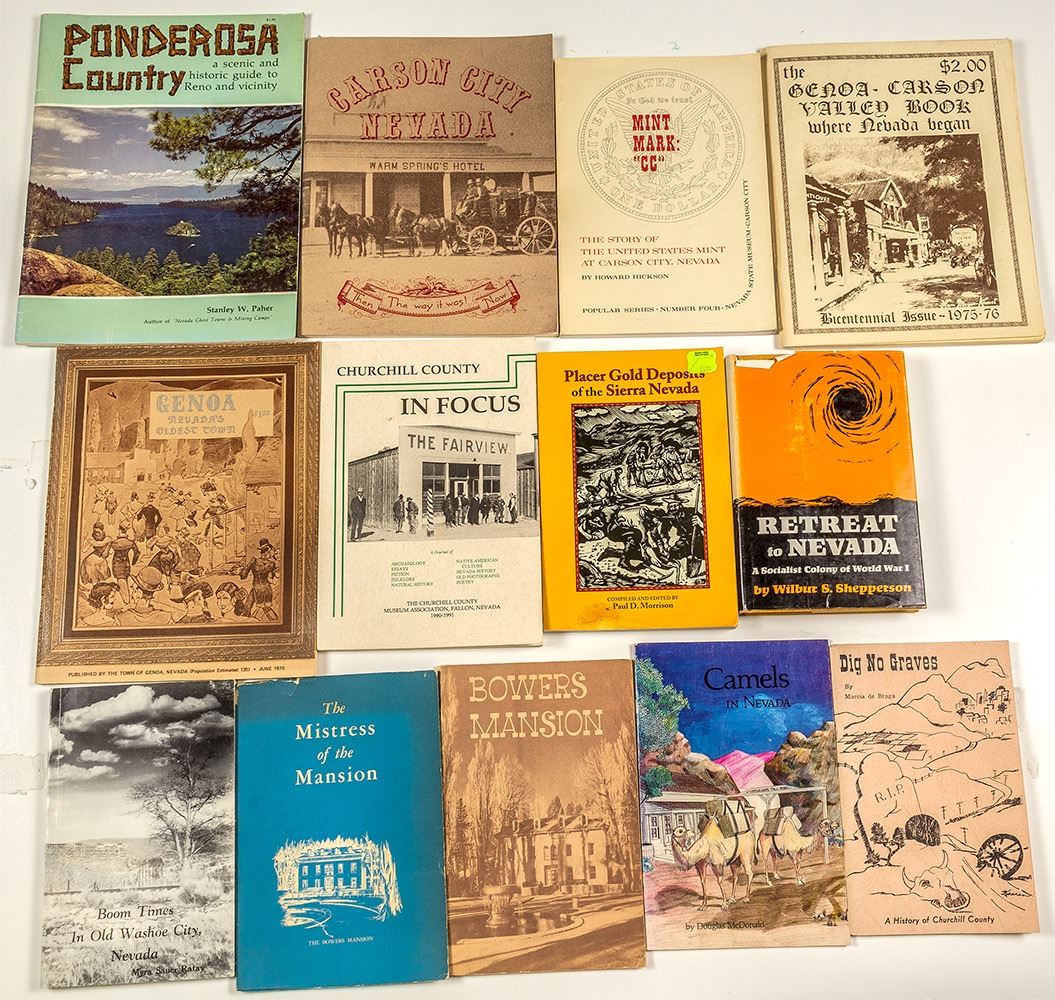 $1.95
PONDEROSA
Country
a scenic and
historic guide to
Reno and vicinity
Stanley W. Paher
Author of "Nevada Ghost Towns & Mining Camps"
CARSON CITY
NEVADA
WARM SPRING'S HOTEL
Then The way it was! Now
UNITED STATES OF AMERICA
In God we trust
MINT
MARK:
"CC"
ONE DOLLAR
THE STORY OF
THE UNITED STATES MINT
AT CARSON CITY, NEVADA
BY HOWARD HICKSON
POPULAR SERIES · NUMBER FOUR · NEVADA STATE MUSEUM · CARSON CITY
the $2.00
GENOA - CARSON
VALLEY BOOK
where Nevada began
Bicentennial Issue - 1975-76
GENOA
NEVADA'S
OLDEST TOWN
$1.00
PUBLISHED BY THE TOWN OF GENOA, NEVADA (Population Estimated 135) • JUNE 1970
CHURCHILL COUNTY
IN FOCUS
THE FAIRVIEW
A Journal of
ARCHAEOLOGY
ESSAYS
FICTION
FOLKLORE
NATURAL HISTORY
NATIVE AMERICAN
CULTURE
NEVADA HISTORY
OLD PHOTOGRAPHS
POETRY
THE CHURCHILL COUNTY
MUSEUM ASSOCIATION, FALLON, NEVADA
1990-1991
Placer Gold Deposits
of the Sierra Nevada
COMPILED AND EDITED BY
Paul D. Morrison
RETREAT
to NEVADA
A Socialist Colony of World War I
by Wilbur S. Shepperson
Boom Times
In Old Washoe City,
Nevada
Myra Sauer Ratay
The
Mistress
of the
Mansion
THE BOWERS MANSION
BOWERS
MANSION
Camels
IN NEVADA
by Douglas McDonald
Dig No Graves
By
Marcia de Braga
R.I.P.
A History of Churchill County